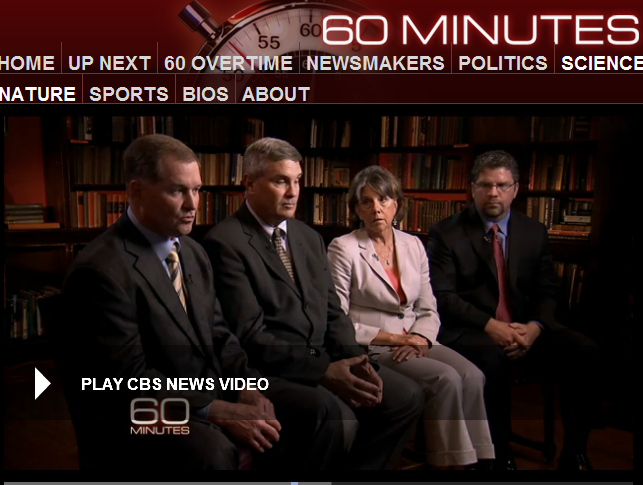 55
60
60 MINUTES
HOME UP NEXT 60 OVERTIME NEWSMAKERS POLITICS SCIENCE
NATURE SPORTS BIOS ABOUT
PLAY CBS NEWS VIDEO
60
MINUTES